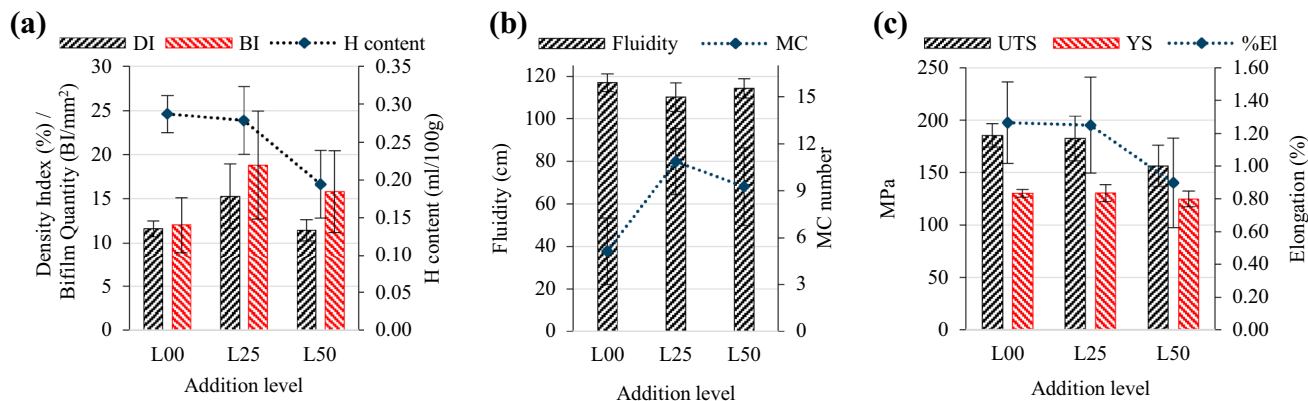 (a)
DI BI H content
Density Index (%) /
Bifilm Quantity (BI/mm²)
30
25
20
15
10
5
0
0.35
0.30
0.25
0.20
0.15
0.10
0.05
0.00
H content (ml/100g)
L00 L25 L50
Addition level
(b)
Fluidity MC
Fluidity (cm)
120
100
80
60
40
20
0
15
12
9
6
3
0
MC number
L00 L25 L50
Addition level
(c)
UTS YS %El
MPa
250
200
150
100
50
0
1.60
1.40
1.20
1.00
0.80
0.60
0.40
0.20
0.00
Elongation (%)
L00 L25 L50
Addition level